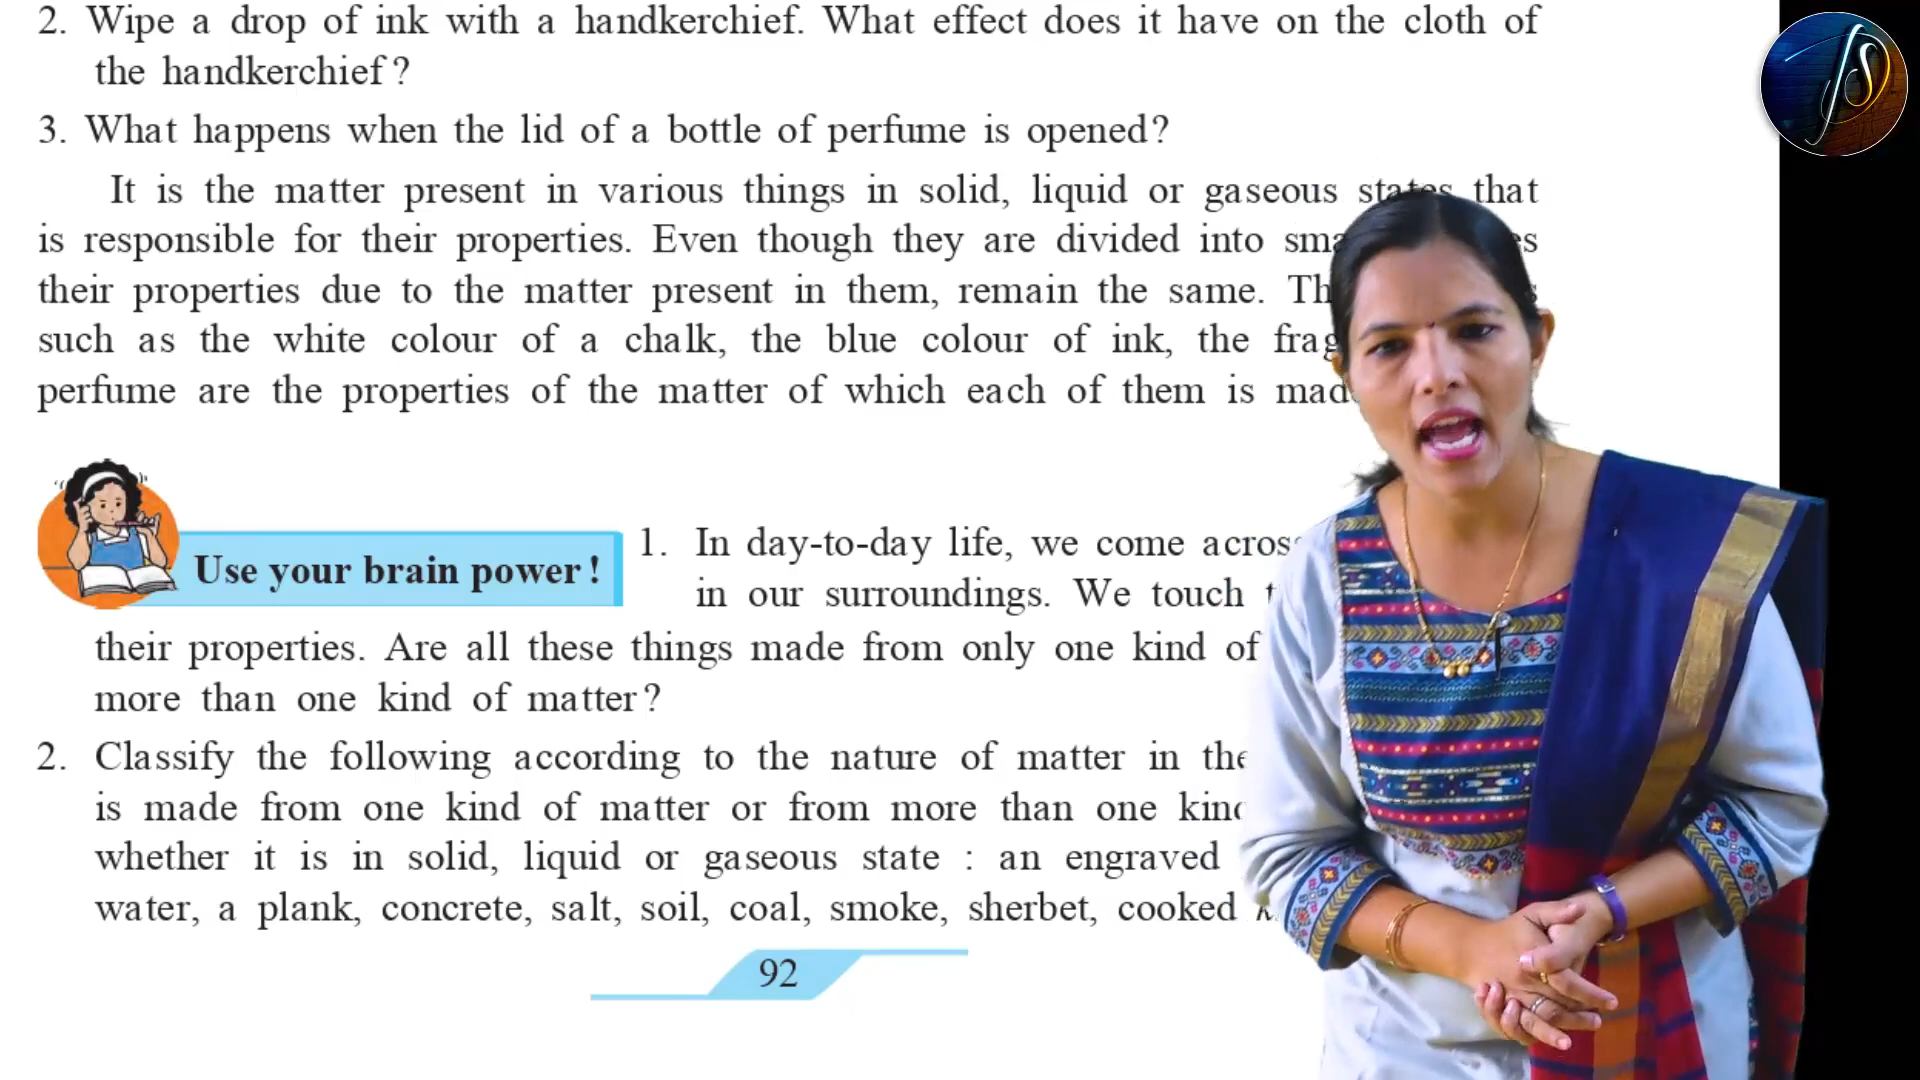 2. Wipe a drop of ink with a handkerchief. What effect does it have on the cloth of
the handkerchief?
3. What happens when the lid of a bottle of perfume is opened?
It is the matter present in various things in solid, liquid or gaseous states that
is responsible for their properties. Even though they are divided into
their properties due to the matter present in them, remain the same.
such as the white colour of a chalk, the blue colour of ink, the
perfume are the properties of the matter of which each of them is
Use your brain power!
1. In day-to-day life, we come across
in our surroundings. We touch
their properties. Are all these things made from only one kind of
more than one kind of matter?
2. Classify the following according to the nature of matter in
is made from one kind of matter or from more than one
whether it is in solid, liquid or gaseous state : an engraved
water, a plank, concrete, salt, soil, coal, smoke, sherbet, cooked
92